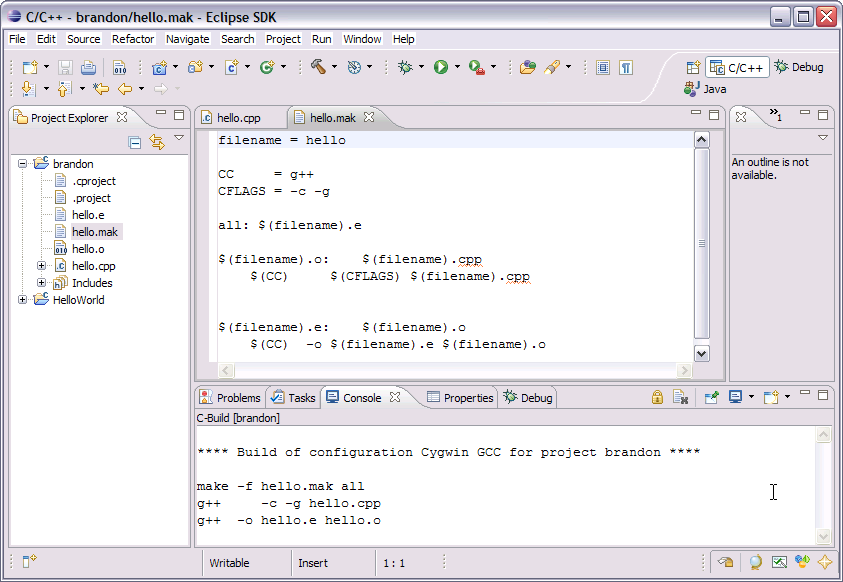 C/C++ - brandon/hello.mak - Eclipse SDK
File Edit Source Refactor Navigate Search Project Run Window Help
C/C++ Debug
Java
Project Explorer
brandon
.cproject
.project
hello.e
hello.mak
hello.o
hello.cpp
Includes
HelloWorld
hello.cpp hello.mak
filename = hello
CC     = g++
CFLAGS = -c -g
all: $(filename).e
$(filename).o:    $(filename).cpp
$(CC)     $(CFLAGS) $(filename).cpp
$(filename).e:    $(filename).o
$(CC)  -o $(filename).e $(filename).o
1
An outline is not
available.
Problems Tasks Console Properties Debug
C-Build [brandon]
**** Build of configuration Cygwin GCC for project brandon ****
make -f hello.mak all
g++     -c -g hello.cpp
g++  -o hello.e hello.o
Writable Insert 1 : 1